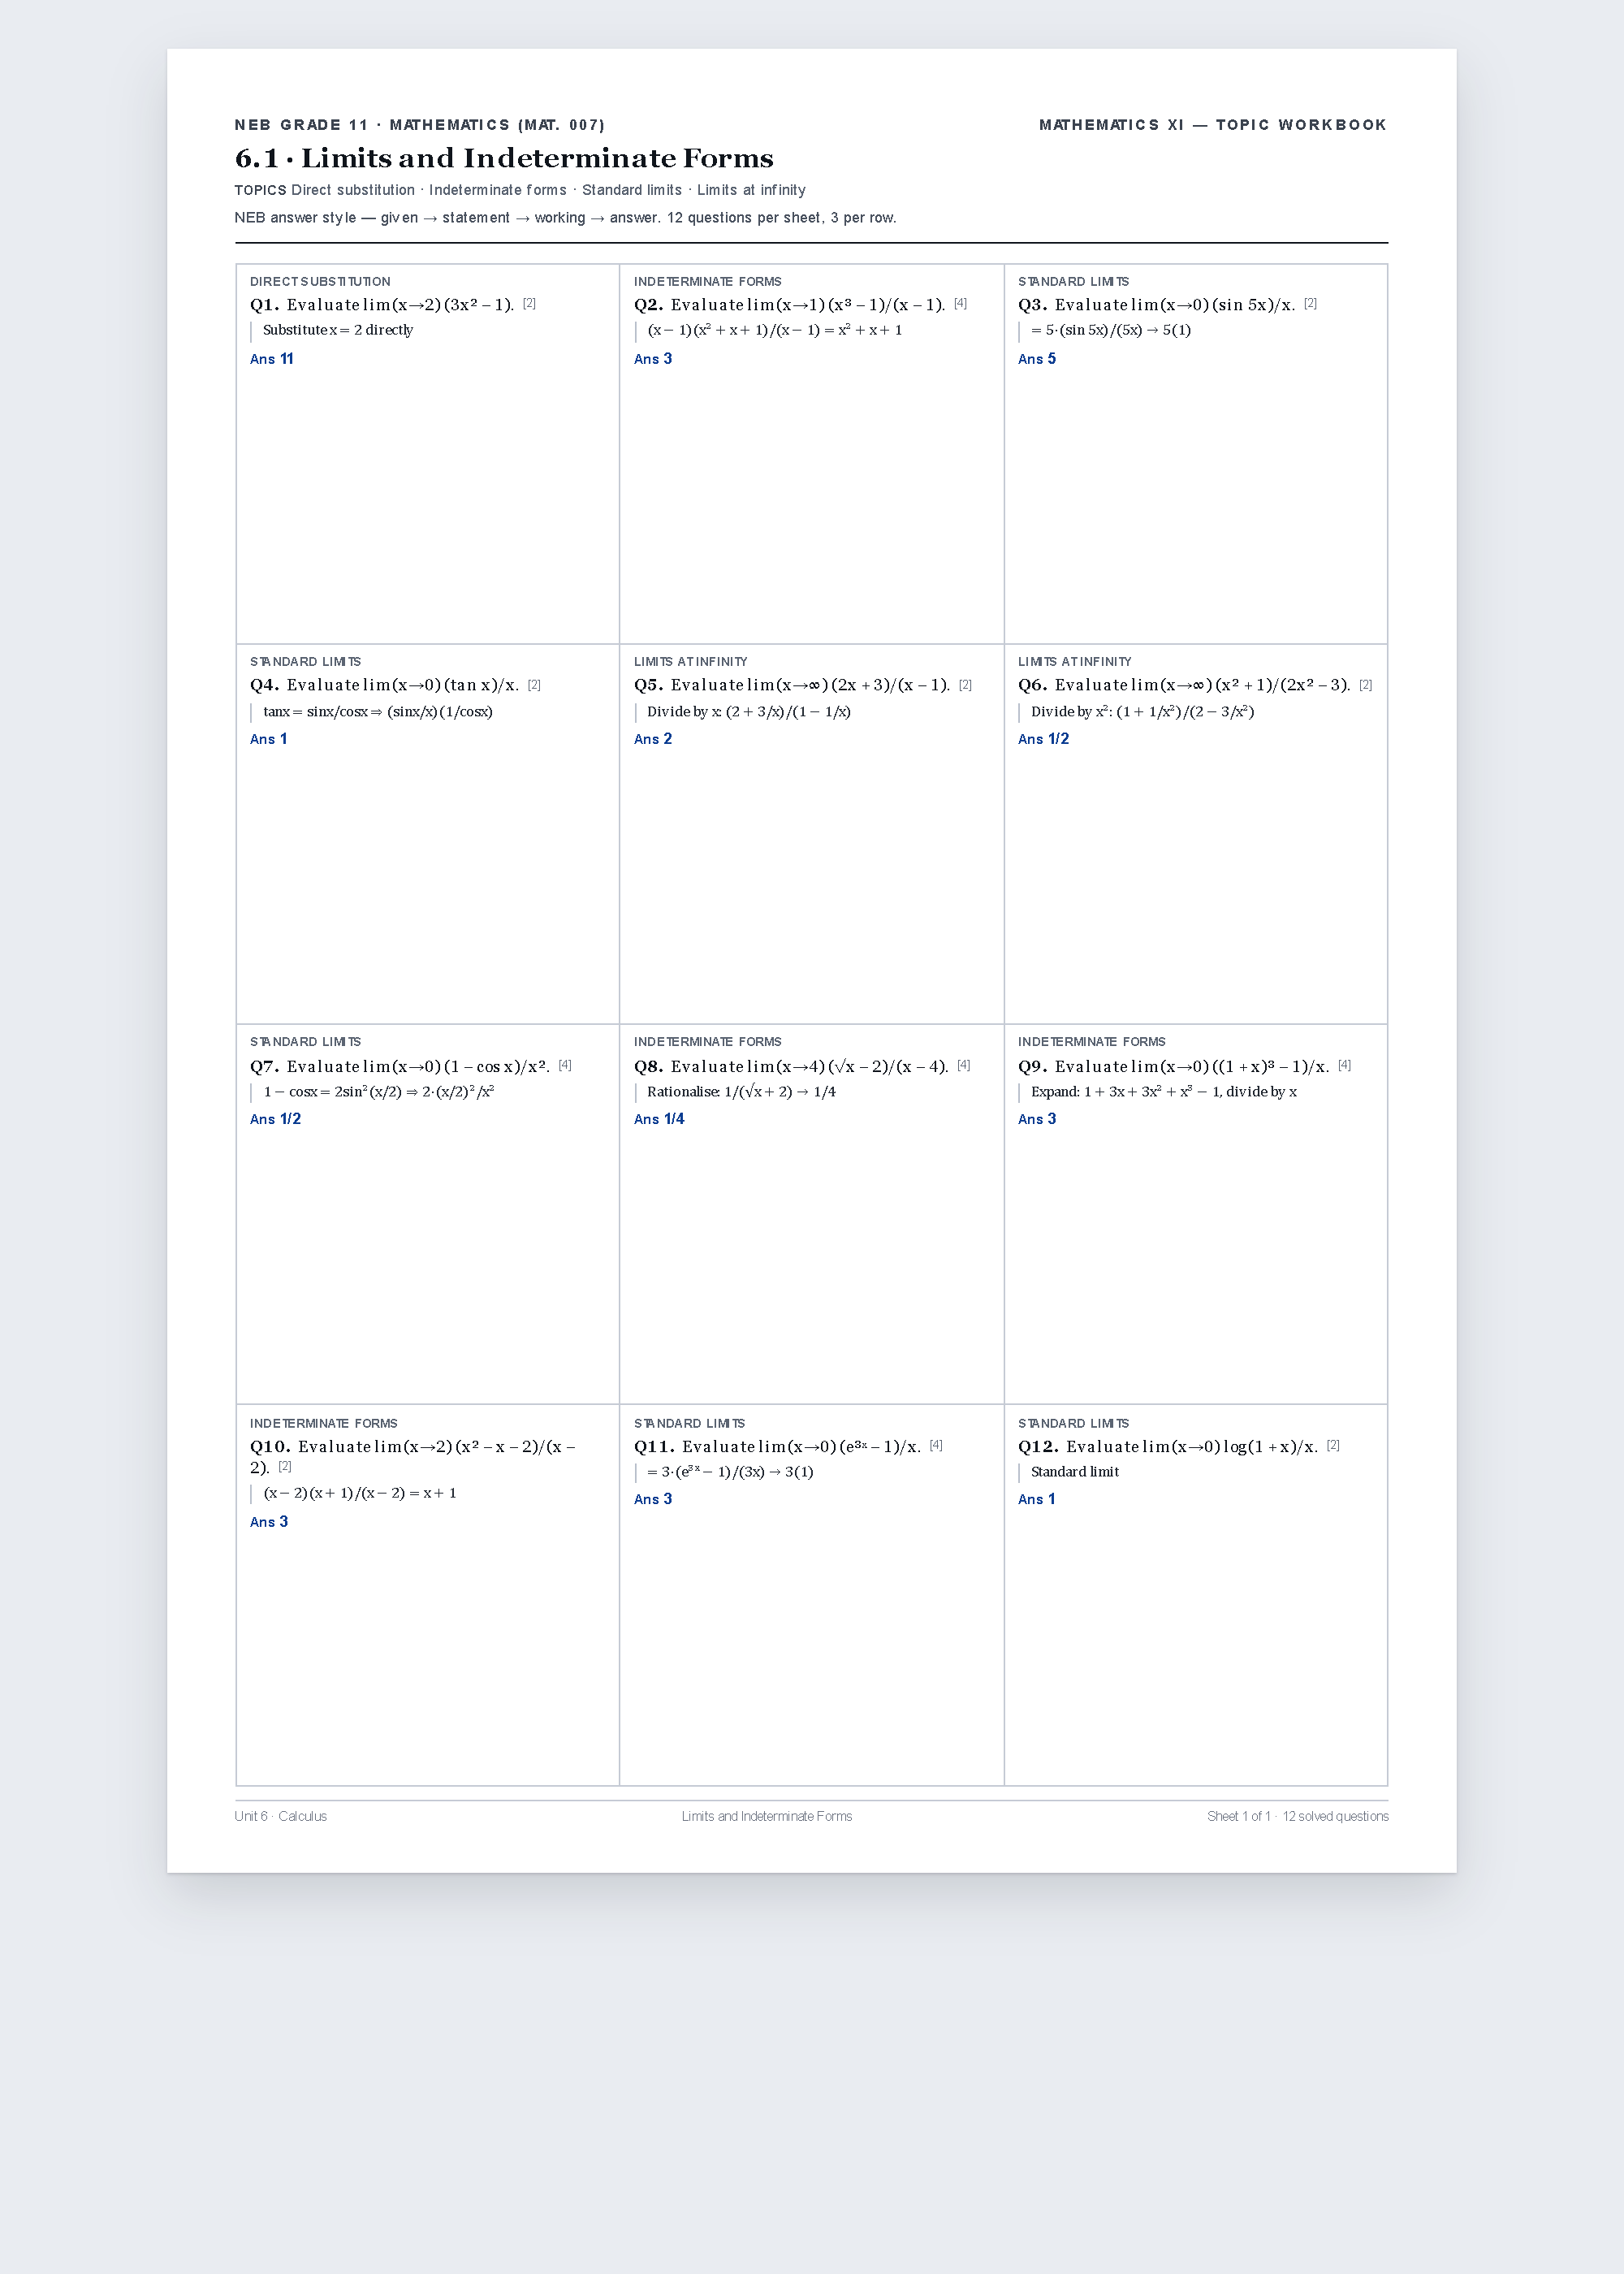 NEB GRADE 11 · MATHEMATICS (MAT. 007)
MATHEMATICS XI — TOPIC WORKBOOK
6.1 · Limits and Indeterminate Forms
TOPICS Direct substitution · Indeterminate forms · Standard limits · Limits at infinity
NEB answer style — given → statement → working → answer. 12 questions per sheet, 3 per row.
DIRECT SUBSTITUTION
Q1. Evaluate lim(x→2) (3x² − 1). [2]
Substitute x = 2 directly
Ans 11
INDETERMINATE FORMS
Q2. Evaluate lim(x→1) (x³ − 1)/(x − 1). [4]
(x − 1)(x² + x + 1)/(x − 1) = x² + x + 1
Ans 3
STANDARD LIMITS
Q3. Evaluate lim(x→0) (sin 5x)/x. [2]
= 5·(sin 5x)/(5x) → 5(1)
Ans 5
STANDARD LIMITS
Q4. Evaluate lim(x→0) (tan x)/x. [2]
tanx = sinx/cosx ⇒ (sinx/x)(1/cosx)
Ans 1
LIMITS AT INFINITY
Q5. Evaluate lim(x→∞) (2x + 3)/(x − 1). [2]
Divide by x: (2 + 3/x)/(1 − 1/x)
Ans 2
LIMITS AT INFINITY
Q6. Evaluate lim(x→∞) (x² + 1)/(2x² − 3). [2]
Divide by x²: (1 + 1/x²)/(2 − 3/x²)
Ans 1/2
STANDARD LIMITS
Q7. Evaluate lim(x→0) (1 − cos x)/x². [4]
1 − cosx = 2sin²(x/2) ⇒ 2·(x/2)²/x²
Ans 1/2
INDETERMINATE FORMS
Q8. Evaluate lim(x→4) (√x − 2)/(x − 4). [4]
Rationalise: 1/(√x + 2) → 1/4
Ans 1/4
INDETERMINATE FORMS
Q9. Evaluate lim(x→0) ((1 + x)³ − 1)/x. [4]
Expand: 1 + 3x + 3x² + x³ − 1, divide by x
Ans 3
INDETERMINATE FORMS
Q10. Evaluate lim(x→2) (x² − x − 2)/(x −
2). [2]
(x − 2)(x + 1)/(x − 2) = x + 1
Ans 3
STANDARD LIMITS
Q11. Evaluate lim(x→0) (e³ˣ − 1)/x. [4]
= 3·(e³ˣ − 1)/(3x) → 3(1)
Ans 3
STANDARD LIMITS
Q12. Evaluate lim(x→0) log(1 + x)/x. [2]
Standard limit
Ans 1
Unit 6 · Calculus
Limits and Indeterminate Forms
Sheet 1 of 1 · 12 solved questions